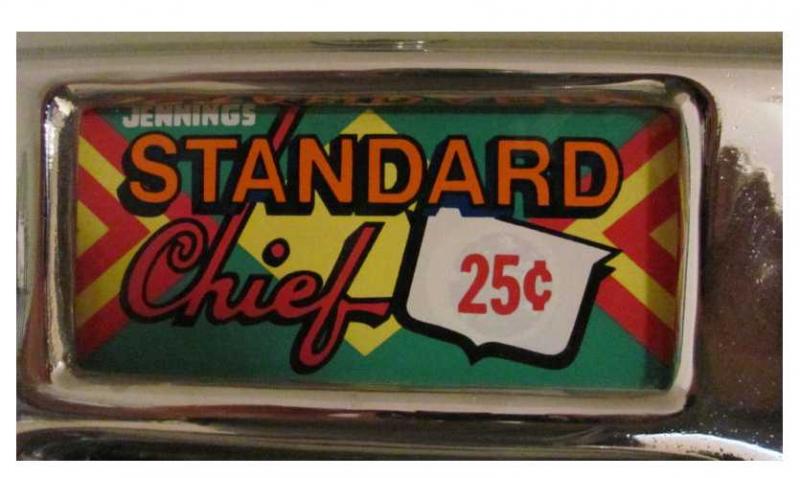 JENNINGS
STANDARD
Chief
25¢